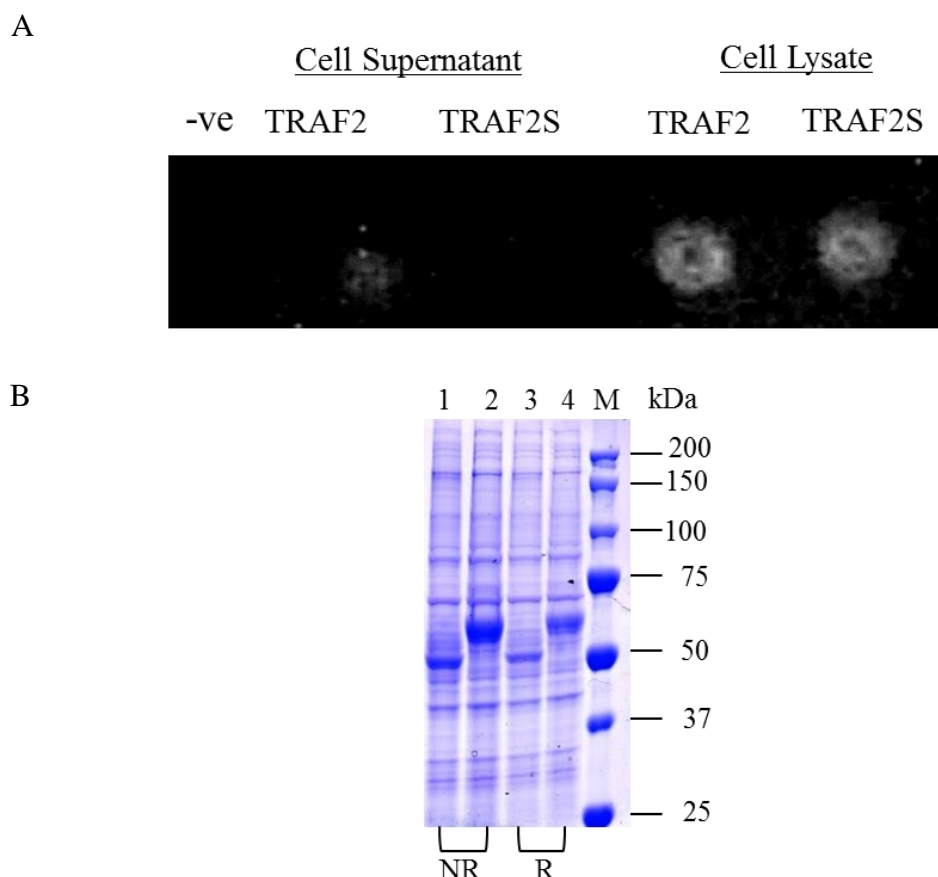 A
Cell Supernatant Cell Lysate
-ve TRAF2 TRAF2S TRAF2 TRAF2S
B
1 2 3 4 M kDa
200
150
100
75
50
37
25
NR R